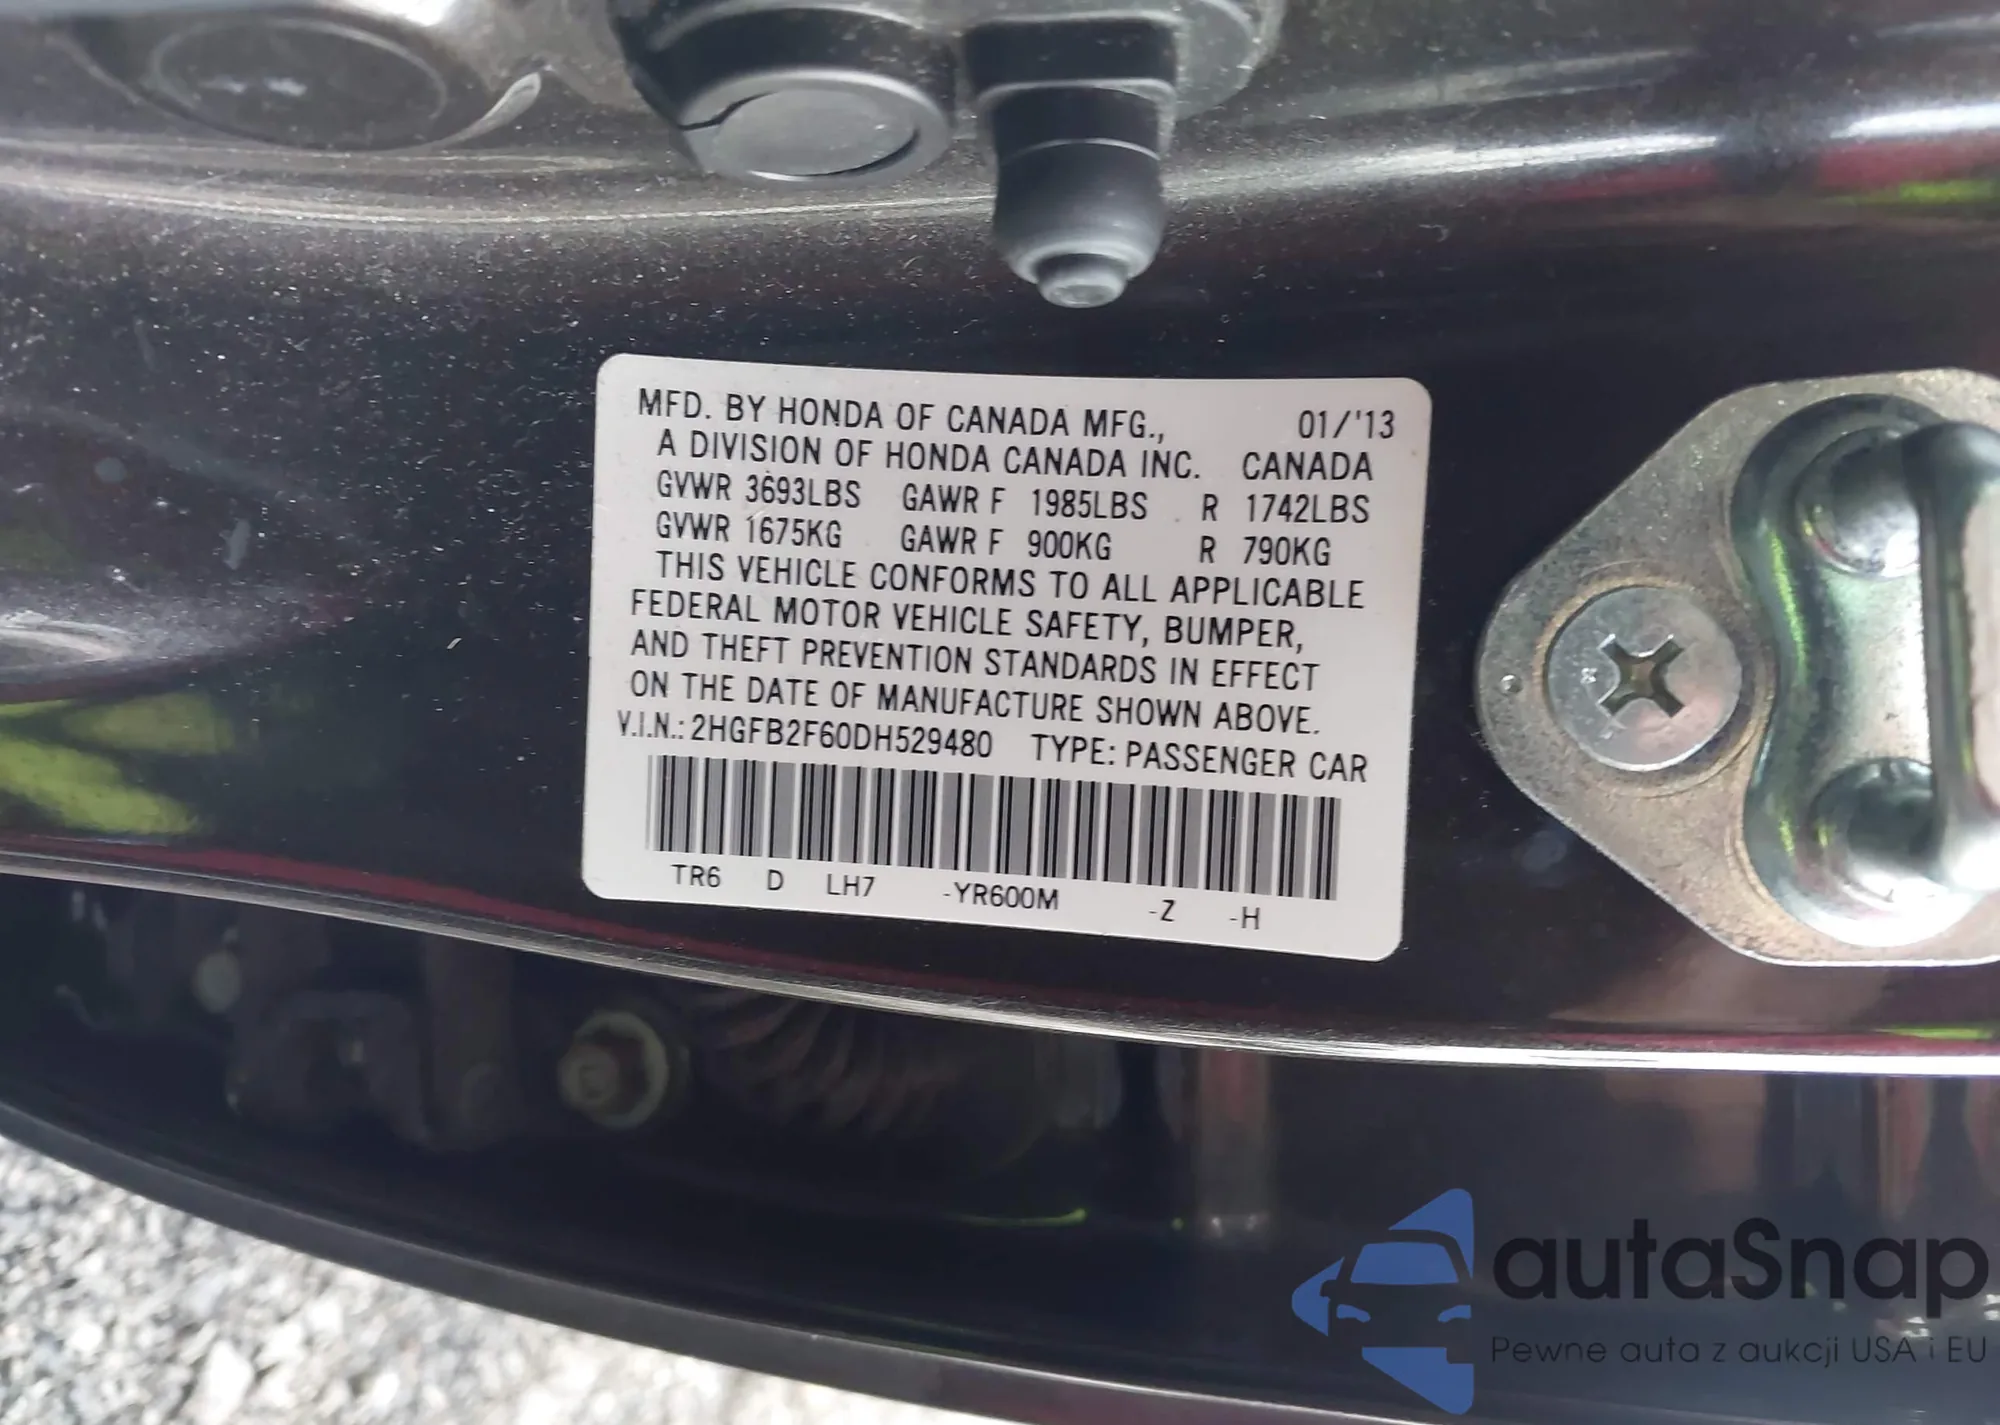 MFD. BY HONDA OF CANADA MFG., 01/'13
A DIVISION OF HONDA CANADA INC. CANADA
GVWR 3693LBS GAWR F 1985LBS R 1742LBS
GVWR 1675KG GAWR F 900KG R 790KG
THIS VEHICLE CONFORMS TO ALL APPLICABLE
FEDERAL MOTOR VEHICLE SAFETY, BUMPER,
AND THEFT PREVENTION STANDARDS IN EFFECT
ON THE DATE OF MANUFACTURE SHOWN ABOVE.
V.I.N.: 2HGFB2F60DH529480 TYPE: PASSENGER CAR
TR6 D LH7 -YR600M -Z -H
autaSnap
Pewne auta z aukcji USA i EU